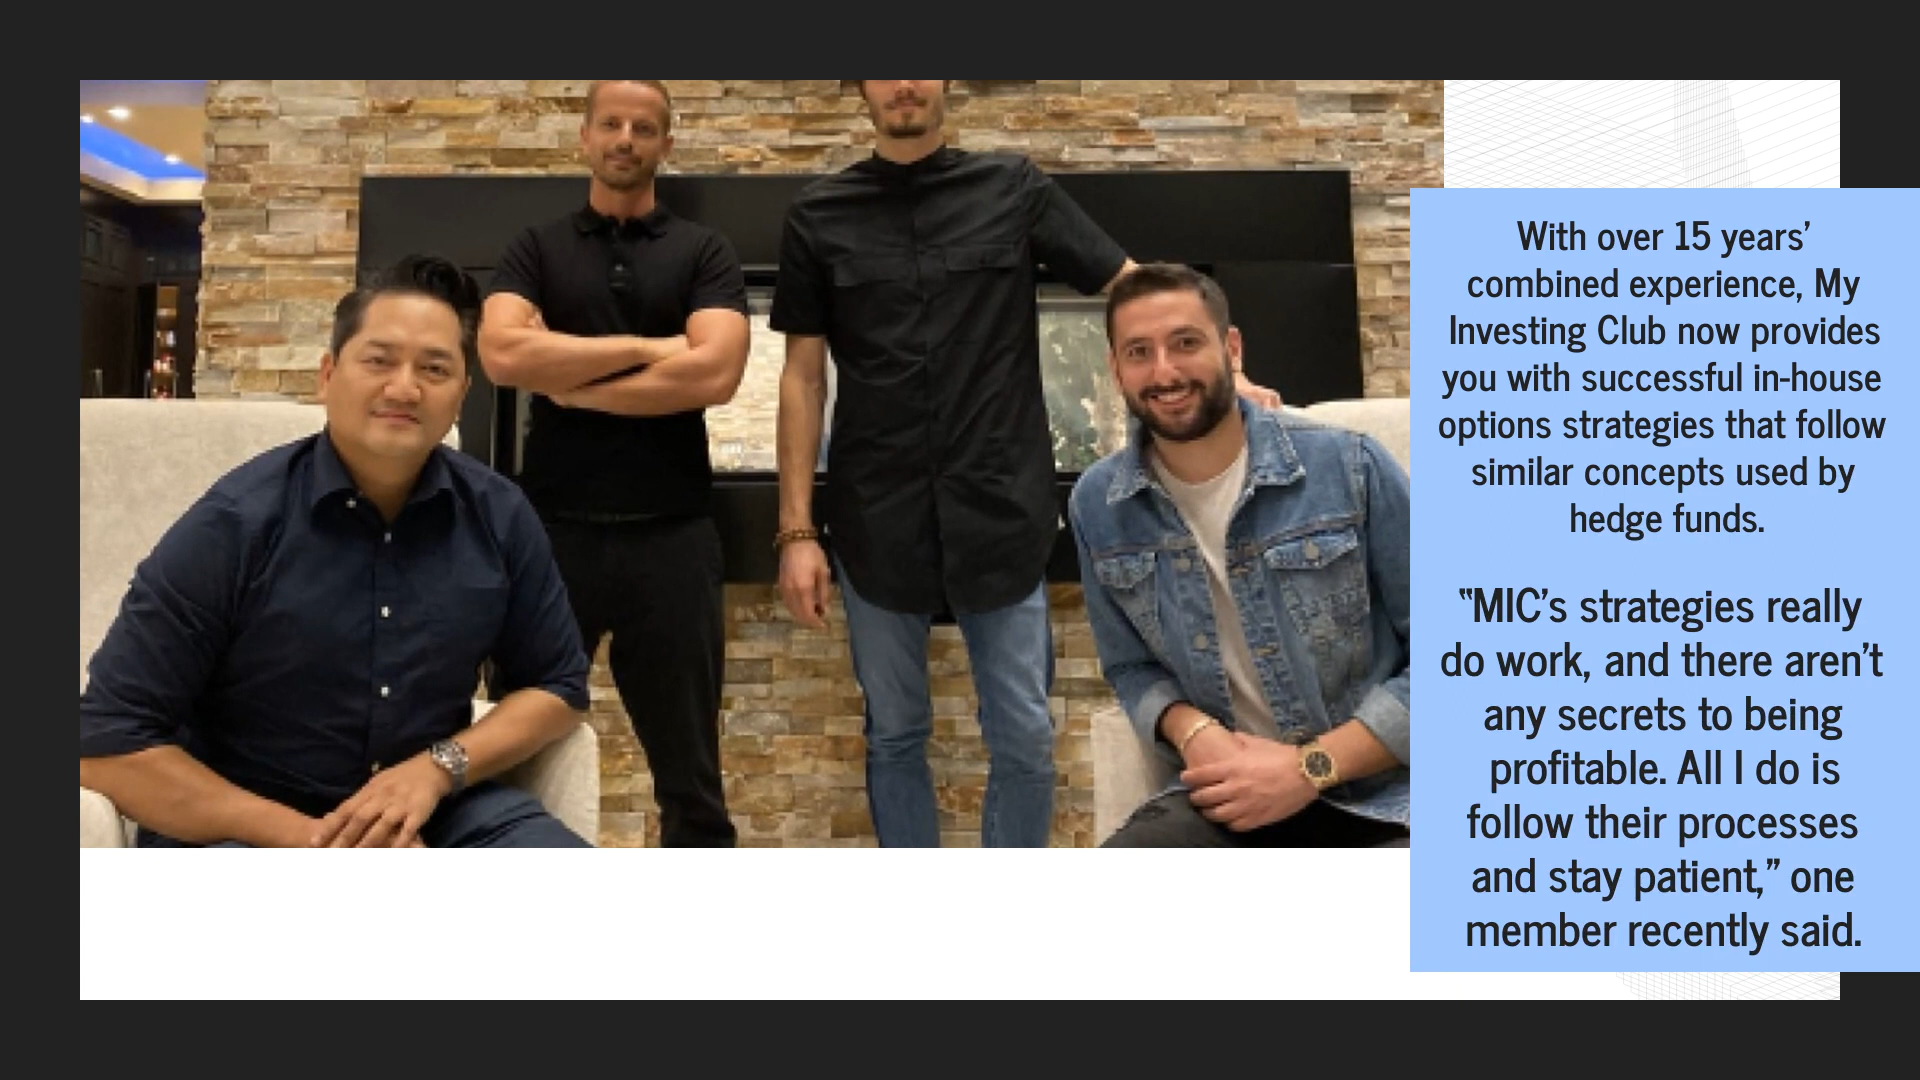 With over 15 years’
combined experience, My
Investing Club now provides
you with successful in-house
options strategies that follow
similar concepts used by
hedge funds.
“MIC’s strategies really
do work, and there aren’t
any secrets to being
profitable. All I do is
follow their processes
and stay patient,” one
member recently said.